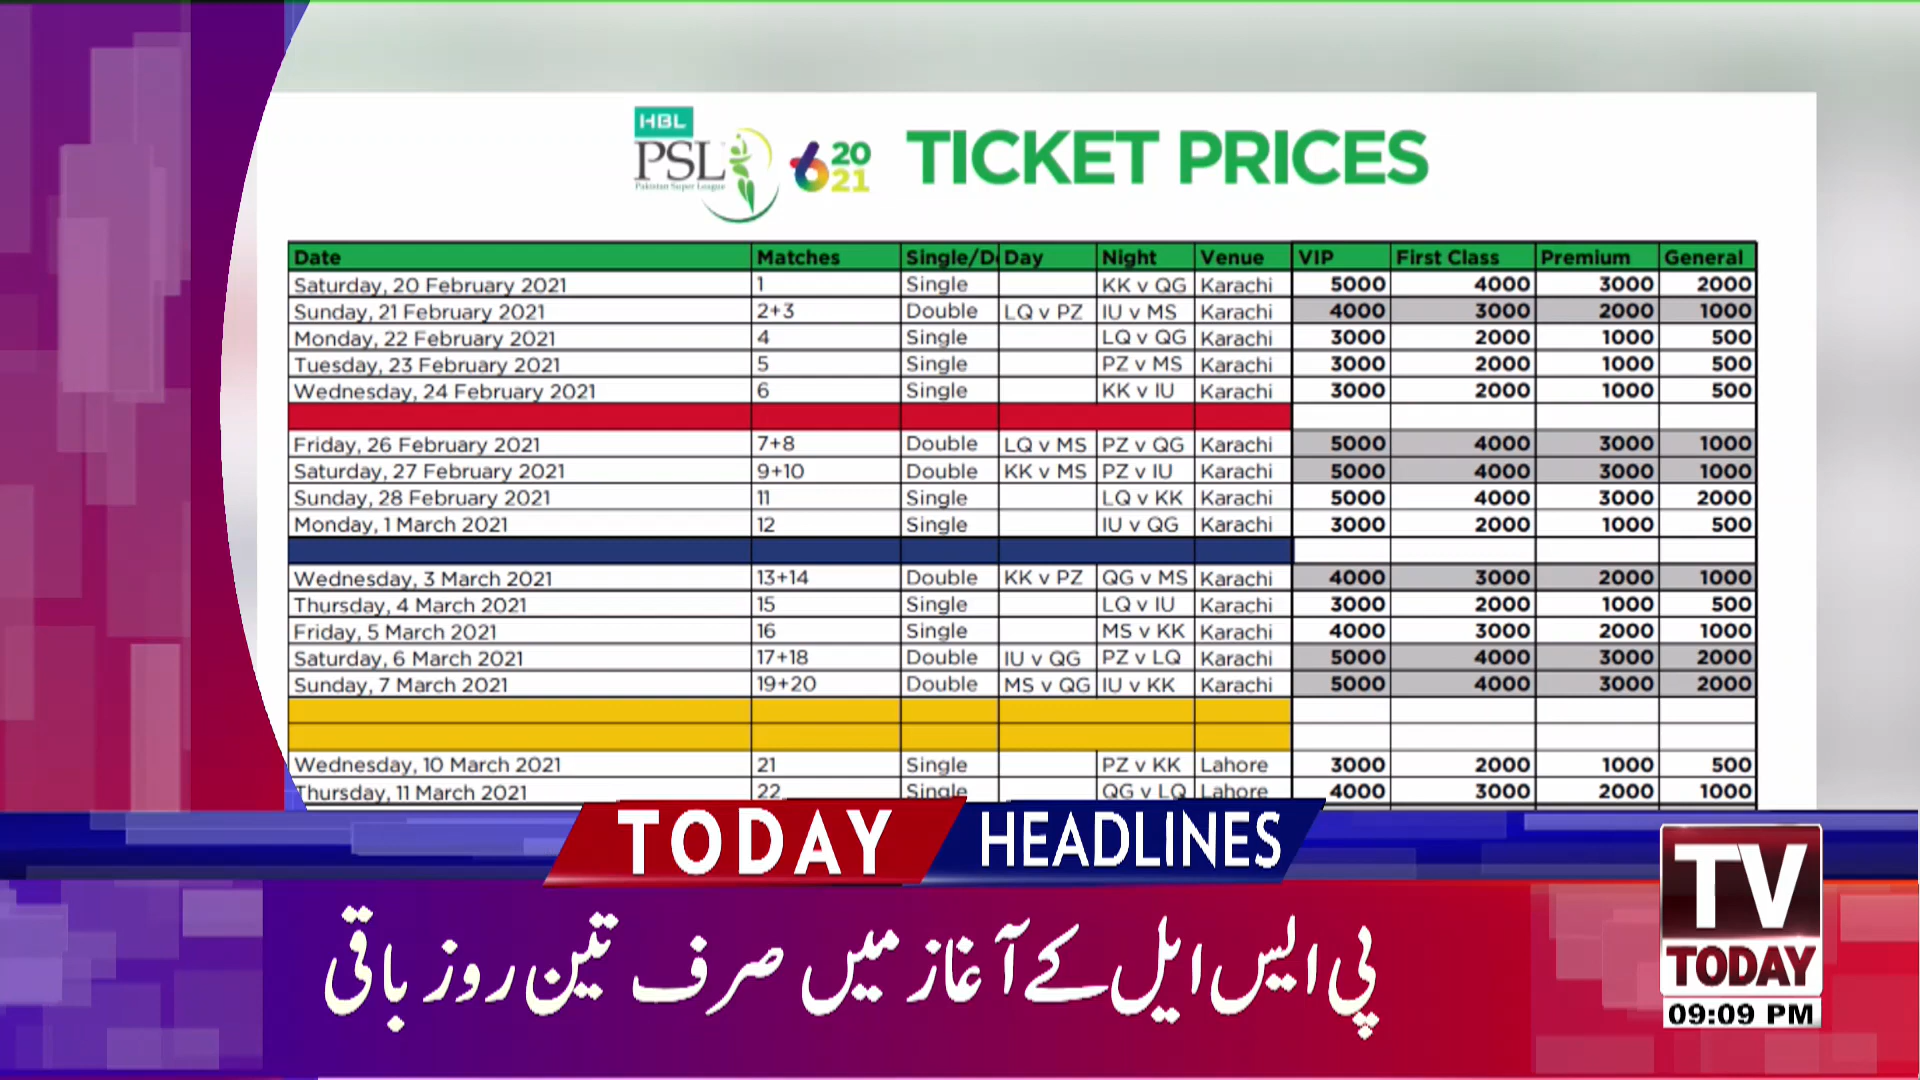 HBL
PSL
Pakistan Super League
6 20
21
TICKET PRICES
Date Matches Single/D Day Night Venue VIP First Class Premium General
Saturday, 20 February 2021 1 Single KK v QG Karachi 5000 4000 3000 2000
Sunday, 21 February 2021 2+3 Double LQ v PZ IU v MS Karachi 4000 3000 2000 1000
Monday, 22 February 2021 4 Single LQ v QG Karachi 3000 2000 1000 500
Tuesday, 23 February 2021 5 Single PZ v MS Karachi 3000 2000 1000 500
Wednesday, 24 February 2021 6 Single KK v IU Karachi 3000 2000 1000 500
Friday, 26 February 2021 7+8 Double LQ v MS PZ v QG Karachi 5000 4000 3000 1000
Saturday, 27 February 2021 9+10 Double KK v MS PZ v IU Karachi 5000 4000 3000 1000
Sunday, 28 February 2021 11 Single LQ v KK Karachi 5000 4000 3000 2000
Monday, 1 March 2021 12 Single IU v QG Karachi 3000 2000 1000 500
Wednesday, 3 March 2021 13+14 Double KK v PZ QG v MS Karachi 4000 3000 2000 1000
Thursday, 4 March 2021 15 Single LQ v IU Karachi 3000 2000 1000 500
Friday, 5 March 2021 16 Single MS v KK Karachi 4000 3000 2000 1000
Saturday, 6 March 2021 17+18 Double IU v QG PZ v LQ Karachi 5000 4000 3000 2000
Sunday, 7 March 2021 19+20 Double MS v QG IU v KK Karachi 5000 4000 3000 2000
Wednesday, 10 March 2021 21 Single PZ v KK Lahore 3000 2000 1000 500
Thursday, 11 March 2021 22 Single QG v LQ Lahore 4000 3000 2000 1000
TODAY HEADLINES
پی ایس ایل کے آغاز میں صرف تین روز باقی
TV
TODAY
09:09 PM